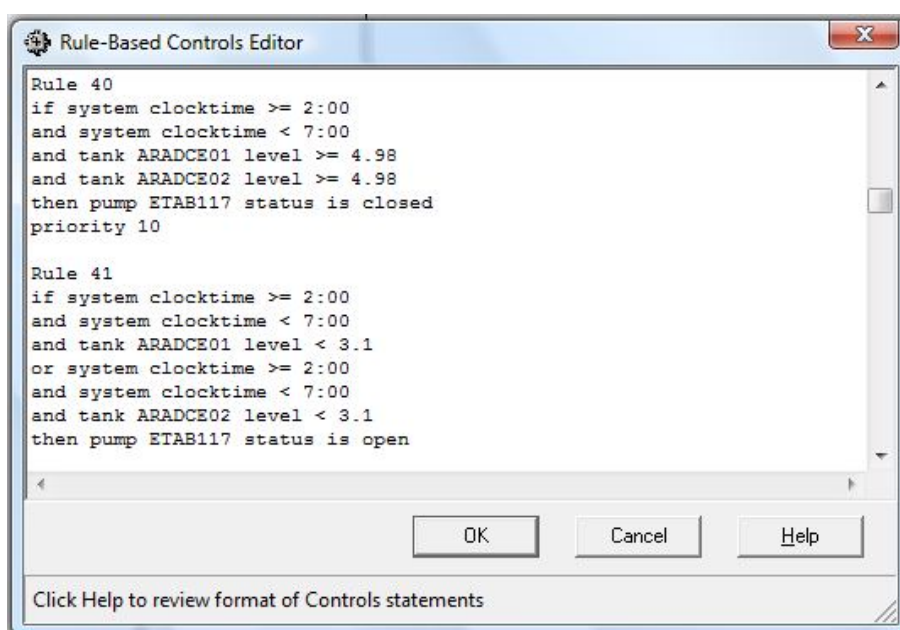 Rule-Based Controls Editor
Rule 40
if system clocktime >= 2:00
and system clocktime < 7:00
and tank ARADCE01 level >= 4.98
and tank ARADCE02 level >= 4.98
then pump ETAB117 status is closed
priority 10
Rule 41
if system clocktime >= 2:00
and system clocktime < 7:00
and tank ARADCE01 level < 3.1
or system clocktime >= 2:00
and system clocktime < 7:00
and tank ARADCE02 level < 3.1
then pump ETAB117 status is open
OK Cancel Help
Click Help to review format of Controls statements